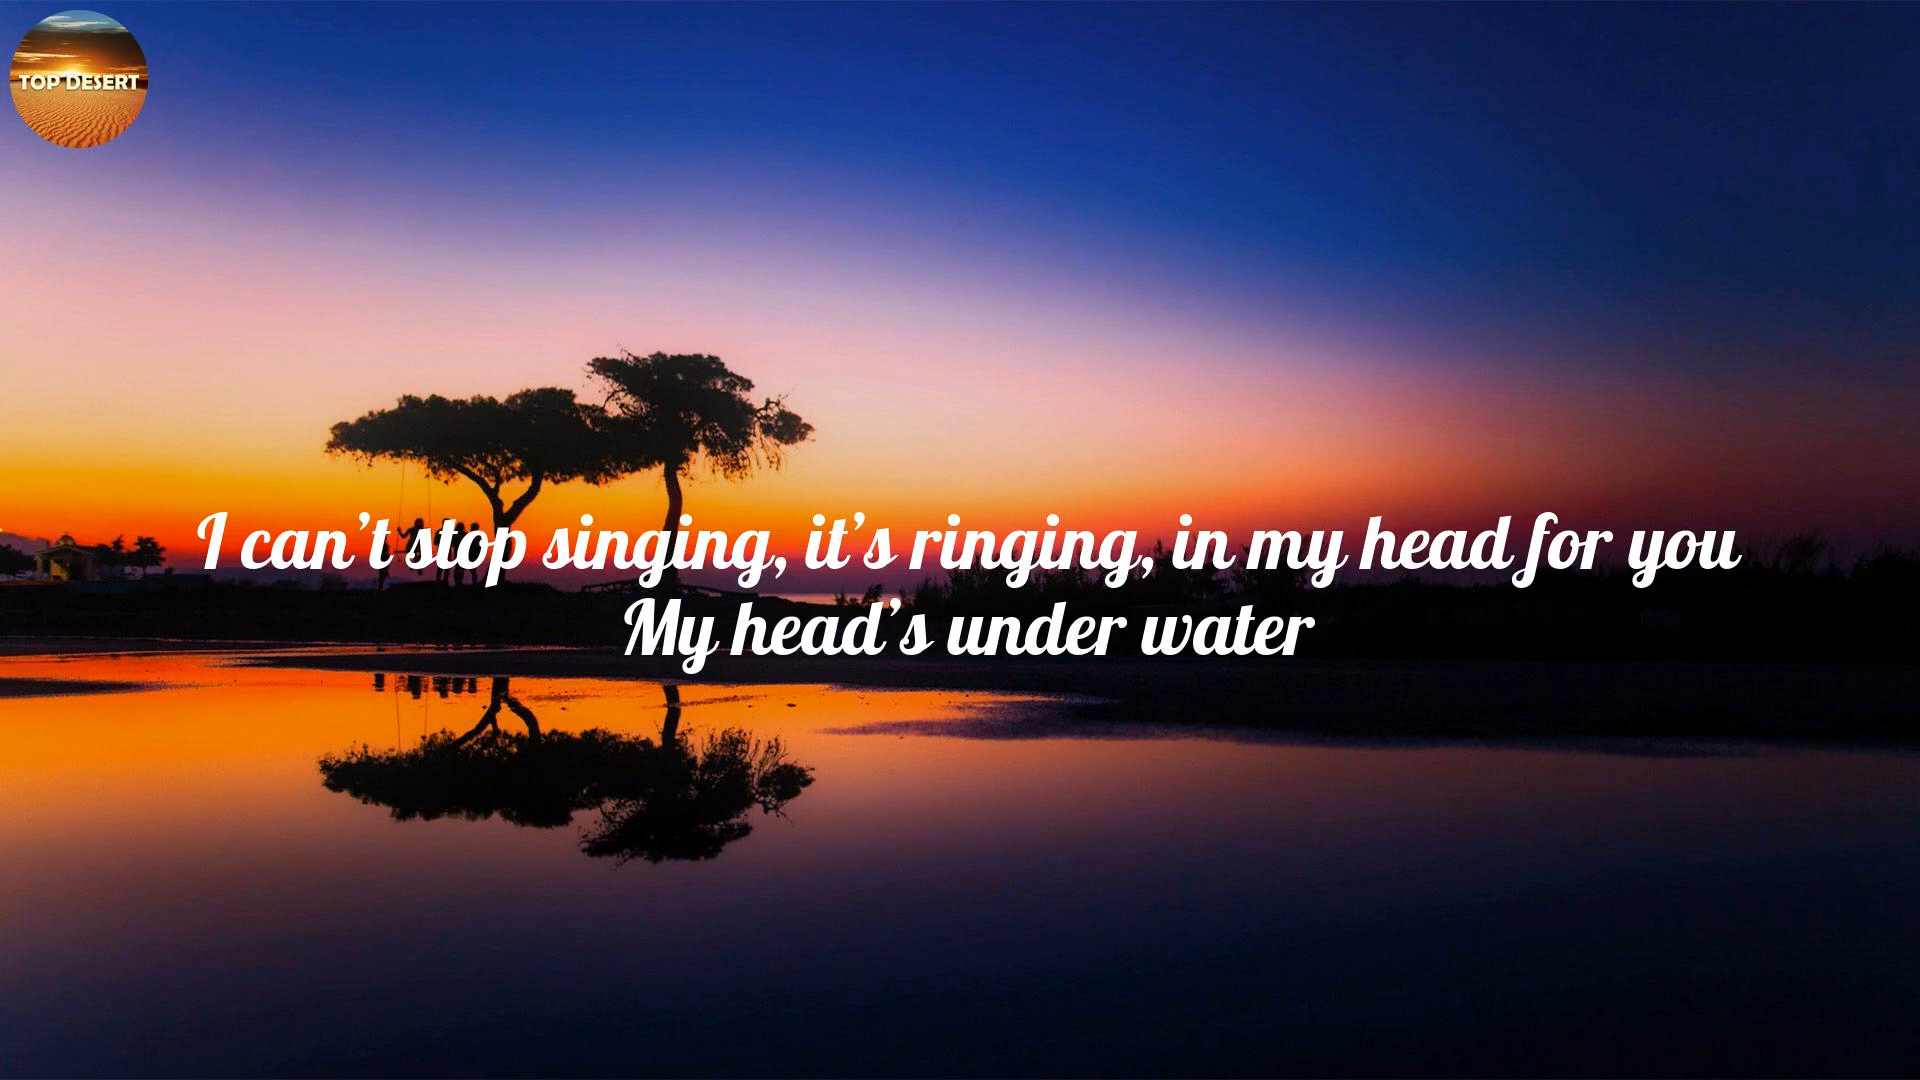 TOP DESERT
I can’t stop singing, it’s ringing, in my head for you
My head’s under water